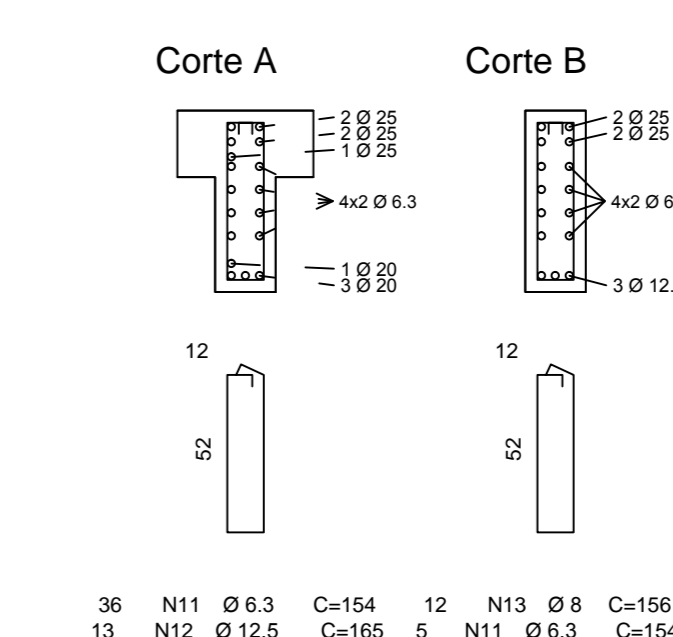 Corte A
Corte B
2 Ø 25
2 Ø 25
1 Ø 25
4x2 Ø 6.3
1 Ø 20
3 Ø 20
2 Ø 25
2 Ø 25
4x2 Ø 6
3 Ø 12.
12
52
12
52
36 N11 Ø 6.3 C=154
12 N13 Ø 8 C=156
13 N12 Ø 12.5 C=165
5 N11 Ø 6.3 C=154